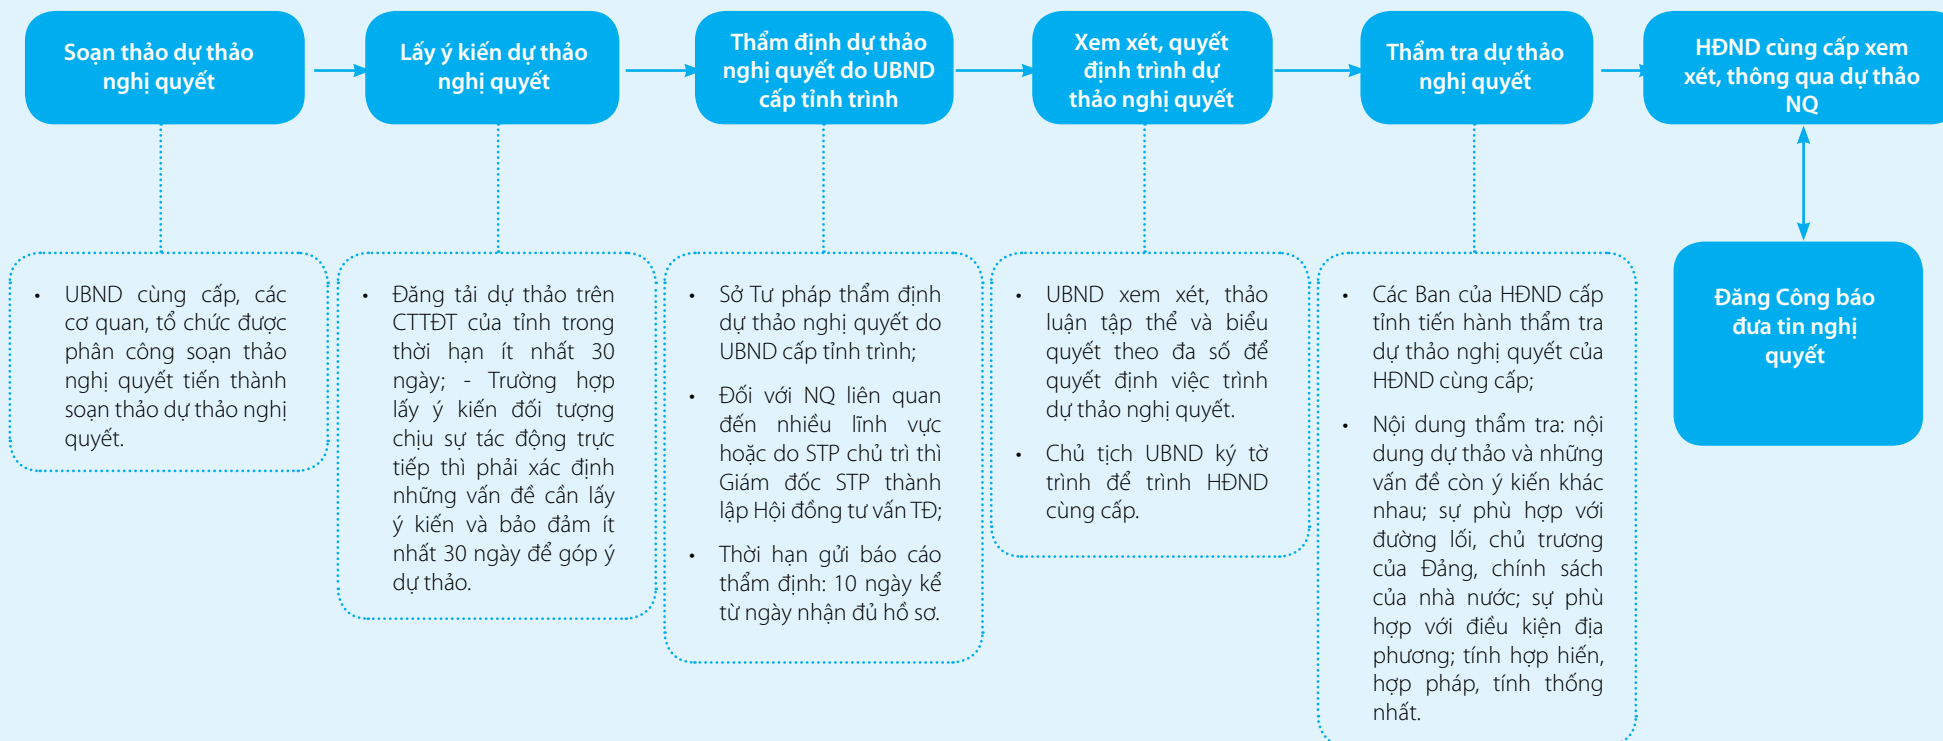 Soạn thảo dự thảo
nghị quyết
Lấy ý kiến dự thảo
nghị quyết
Thẩm định dự thảo
nghị quyết do UBND
cấp tỉnh trình
Xem xét, quyết
định trình dự
thảo nghị quyết
Thẩm tra dự thảo
nghị quyết
HĐND cùng cấp xem
xét, thông qua dự thảo
NQ
• UBND cùng cấp, các
cơ quan, tổ chức được
phân công soạn thảo
nghị quyết tiến thành
soạn thảo dự thảo nghị
quyết.
• Đăng tải dự thảo trên
CTTĐT của tỉnh trong
thời hạn ít nhất 30
ngày; - Trường hợp
lấy ý kiến đối tượng
chịu sự tác động trực
tiếp thì phải xác định
những vấn đề cần lấy
ý kiến và bảo đảm ít
nhất 30 ngày để góp ý
dự thảo.
• Sở Tư pháp thẩm định
dự thảo nghị quyết do
UBND cấp tỉnh trình;
• Đối với NQ liên quan
đến nhiều lĩnh vực
hoặc do STP chủ trì thì
Giám đốc STP thành
lập Hội đồng tư vấn TĐ;
• Thời hạn gửi báo cáo
thẩm định: 10 ngày kể
từ ngày nhận đủ hồ sơ.
• UBND xem xét, thảo
luận tập thể và biểu
quyết theo đa số để
quyết định việc trình
dự thảo nghị quyết.
• Chủ tịch UBND ký tờ
trình để trình HĐND
cùng cấp.
• Các Ban của HĐND cấp
tỉnh tiến hành thẩm tra
dự thảo nghị quyết của
HĐND cùng cấp;
• Nội dung thẩm tra: nội
dung dự thảo và những
vấn đề còn ý kiến khác
nhau; sự phù hợp với
đường lối, chủ trương
của Đảng, chính sách
của nhà nước; sự phù
hợp với điều kiện địa
phương; tính hợp hiến,
hợp pháp, tính thống
nhất.
Đăng Công báo
đưa tin nghị
quyết